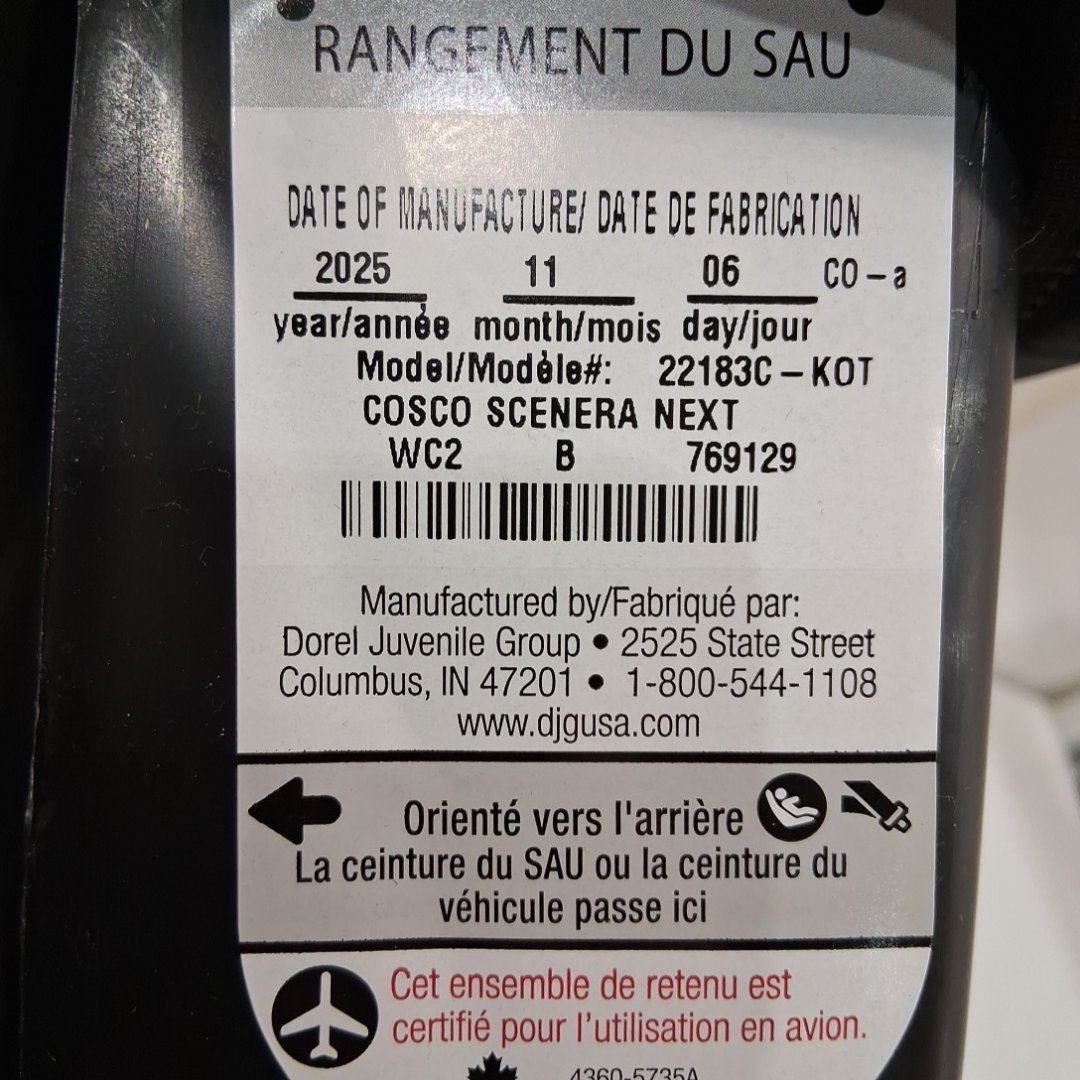 RANGEMENT DU SAU
DATE OF MANUFACTURE/ DATE DE FABRICATION
2025 11 06 CO - a
year/année month/mois day/jour
Model/Modèle#: 22183C - KOT
COSCO SCENERA NEXT
WC2 B 769129
Manufactured by/Fabriqué par:
Dorel Juvenile Group • 2525 State Street
Columbus, IN 47201 • 1-800-544-1108
www.djgusa.com
Orienté vers l'arrière
La ceinture du SAU ou la ceinture du
véhicule passe ici
Cet ensemble de retenu est
certifié pour l'utilisation en avion.
4360-5735A